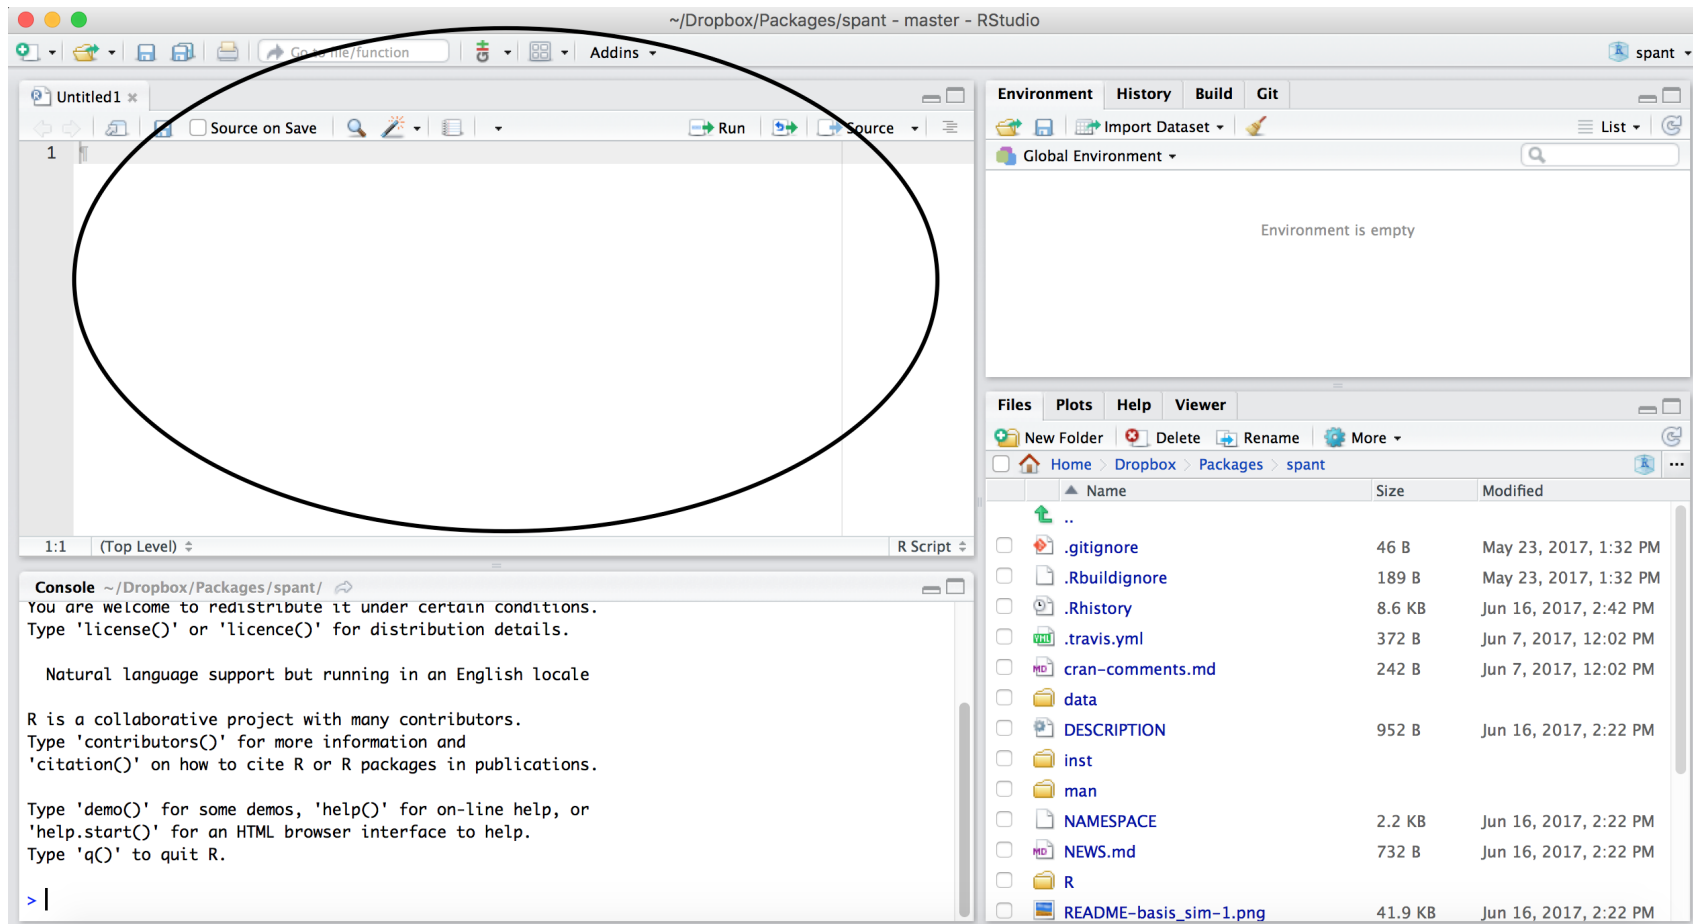 ~/Dropbox/Packages/spant - master - RStudio
Go to file/function
Addins
spant
Untitled1
Source on Save
Run
Source
1
1:1 (Top Level)
R Script
Console ~/Dropbox/Packages/spant/
You are welcome to redistribute it under certain conditions.
Type 'license()' or 'licence()' for distribution details.
Natural language support but running in an English locale
R is a collaborative project with many contributors.
Type 'contributors()' for more information and
'citation()' on how to cite R or R packages in publications.
Type 'demo()' for some demos, 'help()' for on-line help, or
'help.start()' for an HTML browser interface to help.
Type 'q()' to quit R.
>
Environment History Build Git
Import Dataset
List
Global Environment
Environment is empty
Files Plots Help Viewer
New Folder Delete Rename More
Home Dropbox Packages spant
...
Name Size Modified
..
.gitignore 46 B May 23, 2017, 1:32 PM
.Rbuildignore 189 B May 23, 2017, 1:32 PM
.Rhistory 8.6 KB Jun 16, 2017, 2:42 PM
.travis.yml 372 B Jun 7, 2017, 12:02 PM
cran-comments.md 242 B Jun 7, 2017, 12:02 PM
data
DESCRIPTION 952 B Jun 16, 2017, 2:22 PM
inst
man
NAMESPACE 2.2 KB Jun 16, 2017, 2:22 PM
NEWS.md 732 B Jun 16, 2017, 2:22 PM
R
README-basis_sim-1.png 41.9 KB Jun 16, 2017, 2:22 PM